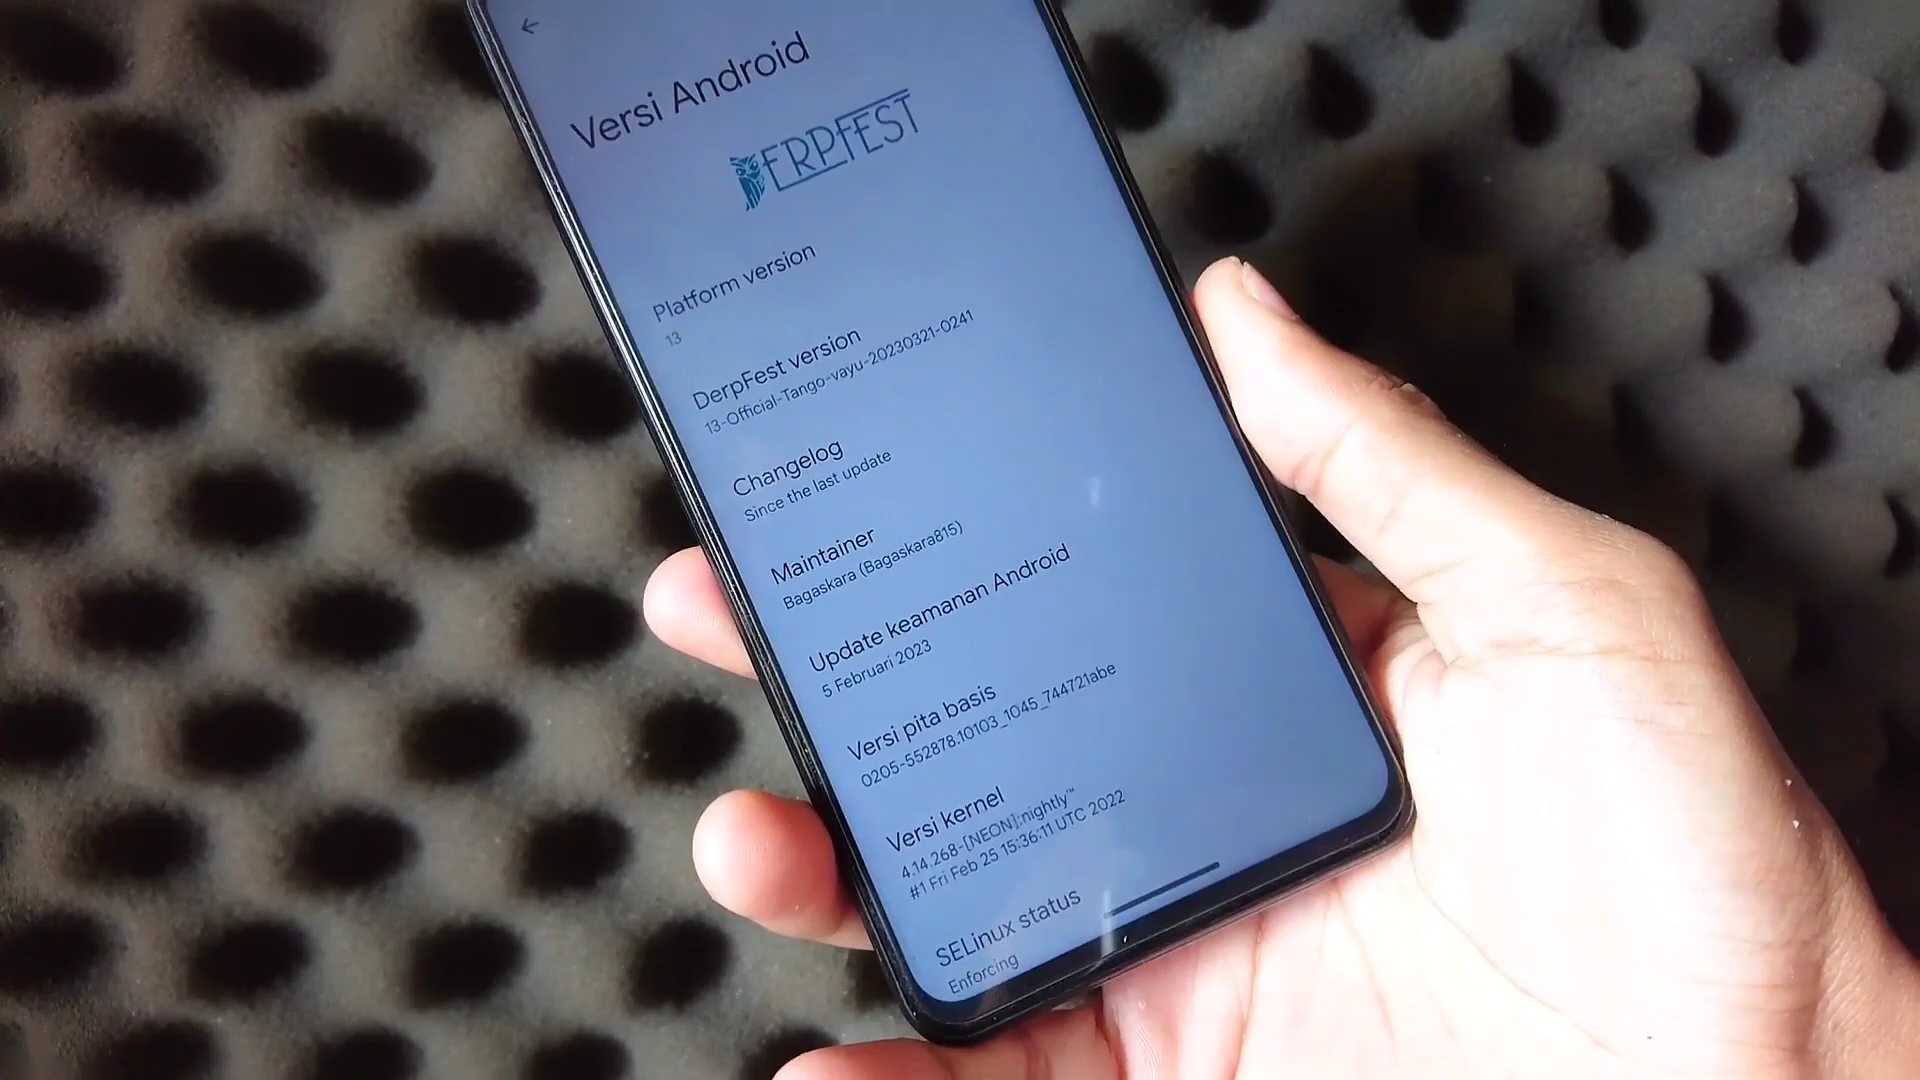 Versi Android
DERPFEST
Platform version
13
DerpFest version
13-Official-Tango-vayu-20230321-0241
Changelog
Since the last update
Maintainer
Bagaskara (Bagaskara815)
Update keamanan Android
5 Februari 2023
Versi pita basis
0205-552878.10103_1045_744721abe
Versi kernel
4.14.268-[NEON]:nightly™
#1 Fri Feb 25 15:36:11 UTC 2022
SELinux status
Enforcing